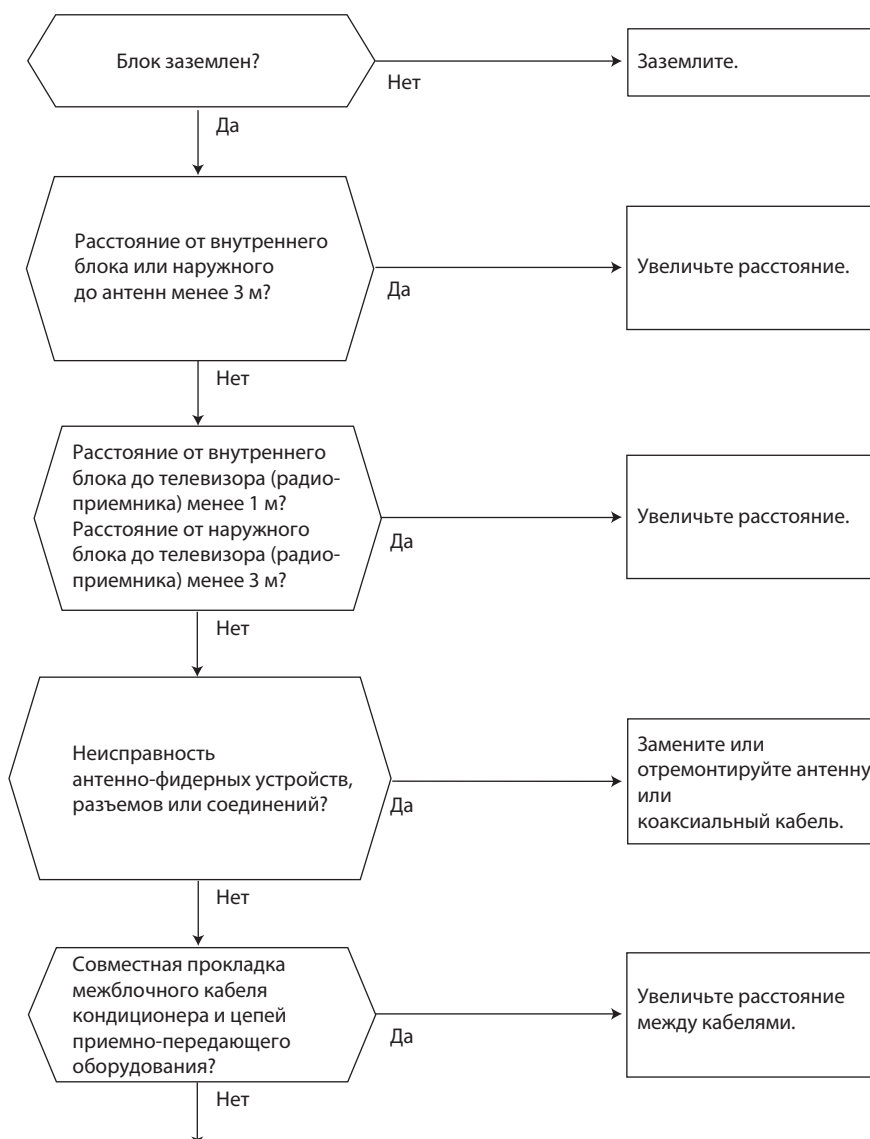 Блок заземлен?
Нет
Заземлите.
Да
Расстояние от внутреннего
блока или наружного
до антенн менее 3 м?
Да
Увеличьте расстояние.
Нет
Расстояние от внутреннего
блока до телевизора (радио-
приемника) менее 1 м?
Расстояние от наружного
блока до телевизора (радио-
приемника) менее 3 м?
Да
Увеличьте расстояние.
Нет
Неисправность
антенно-фидерных устройств,
разъемов или соединений?
Да
Замените или
отремонтируйте антенну
или
коаксиальный кабель.
Нет
Совместная прокладка
межблочного кабеля
кондиционера и цепей
приемно-передающего
оборудования?
Да
Увеличьте расстояние
между кабелями.
Нет